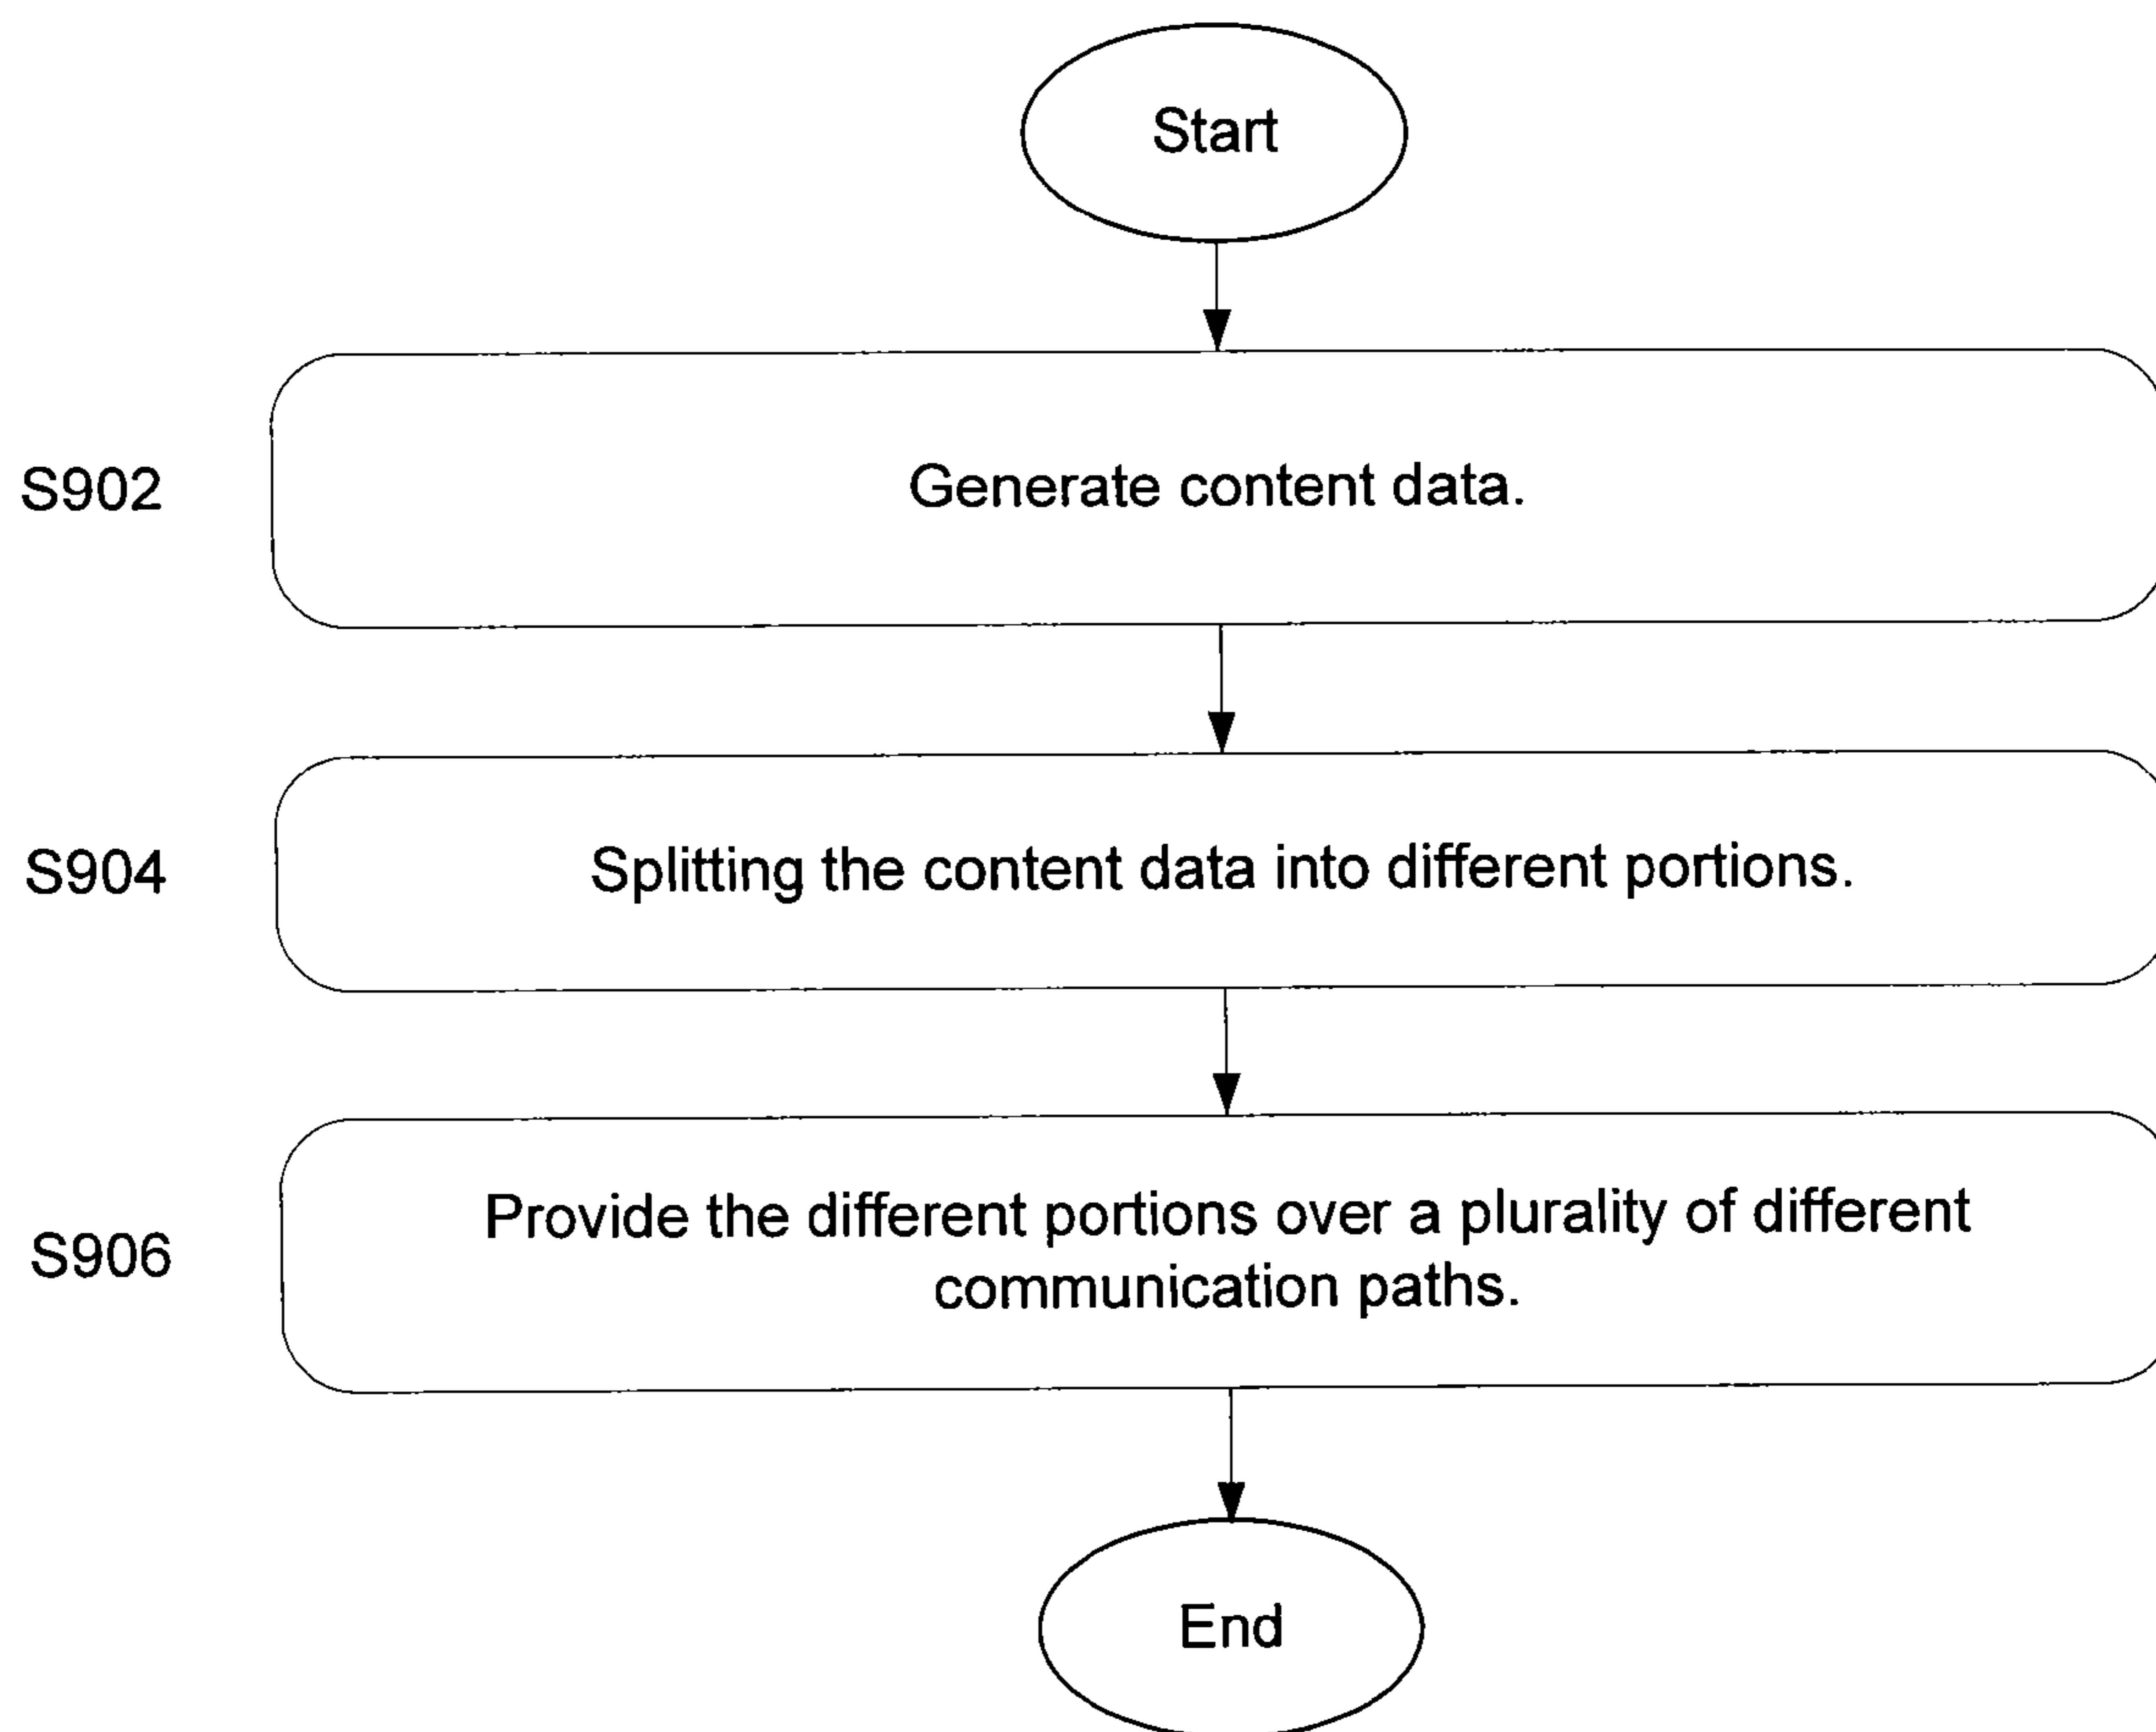 Start
S902
Generate content data.
S904
Splitting the content data into different portions.
S906
Provide the different portions over a plurality of different
communication paths.
End